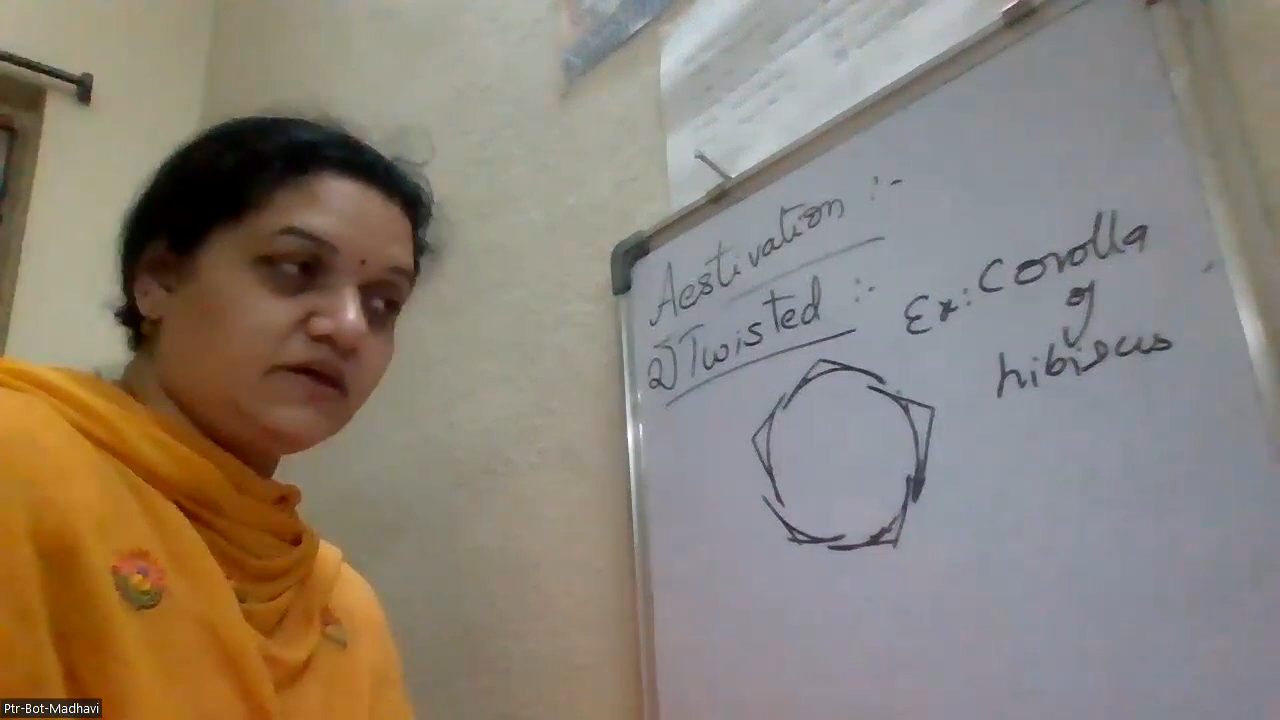 Aestivation :-
2) Twisted :-
Ex: Corolla
of
hibiscus
Ptr-Bot-Madhavi